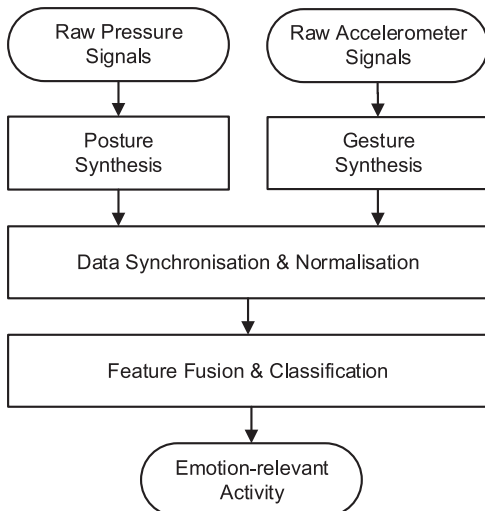 Raw Pressure
Signals
Raw Accelerometer
Signals
Posture
Synthesis
Gesture
Synthesis
Data Synchronisation & Normalisation
Feature Fusion & Classification
Emotion-relevant
Activity